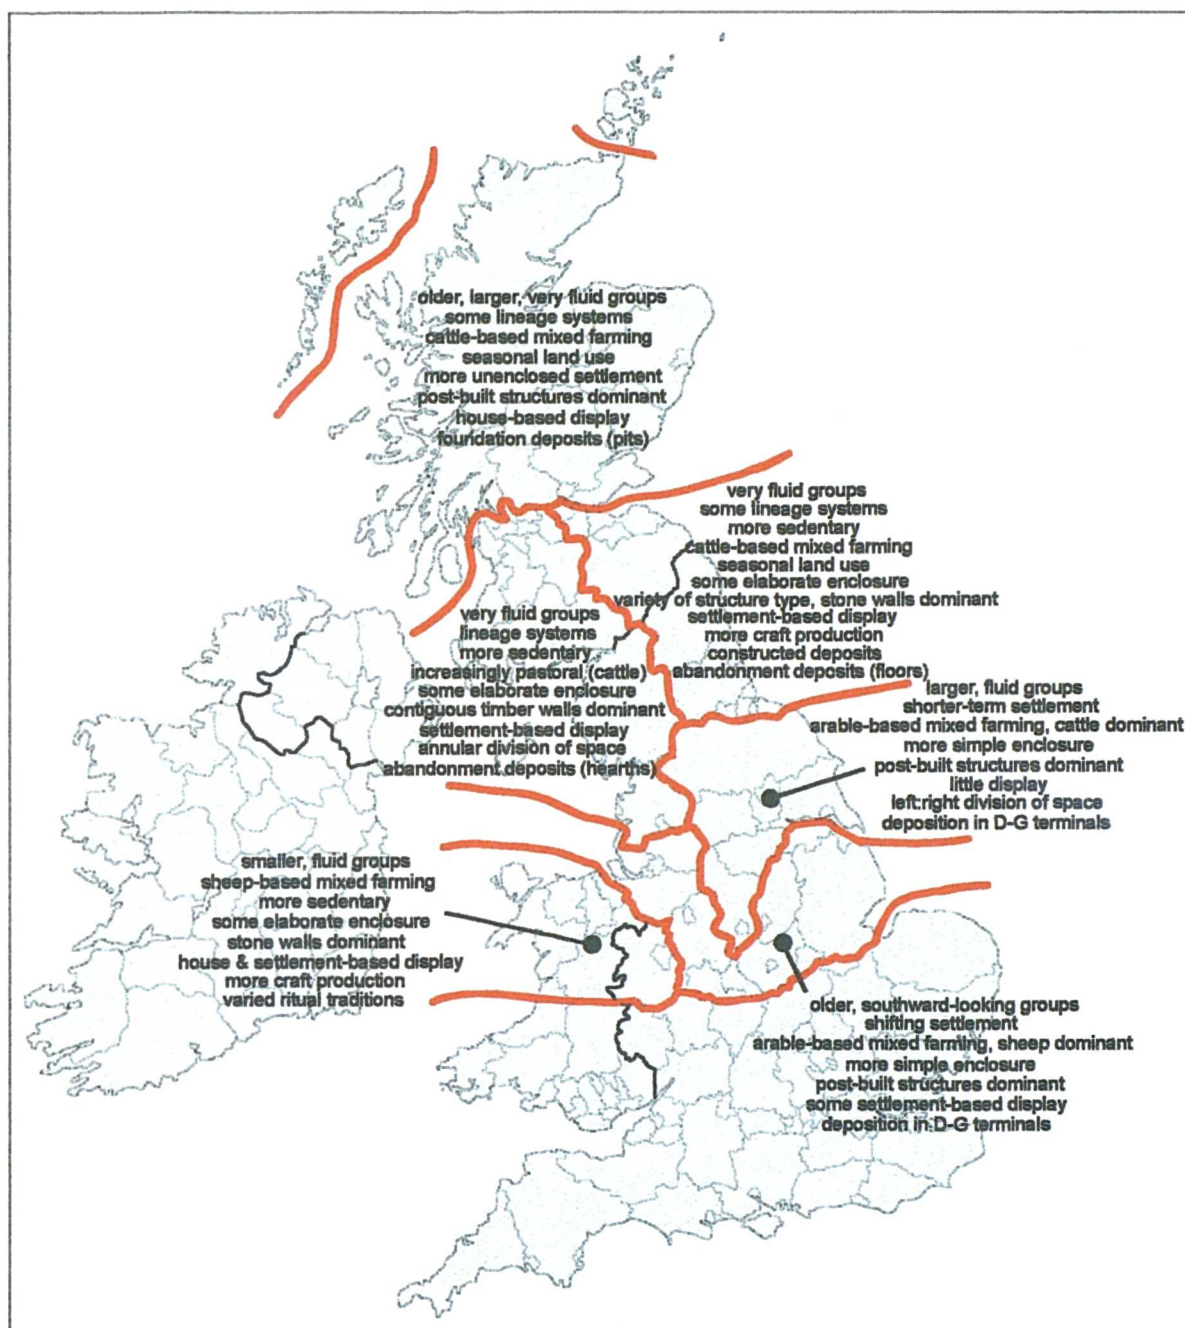 older, larger, very fluid groups
some lineage systems
cattle-based mixed farming
seasonal land use
more unenclosed settlement
post-built structures dominant
house-based display
foundation deposits (pits)
very fluid groups
some lineage systems
more sedentary
cattle-based mixed farming
seasonal land use
some elaborate enclosure
variety of structure type, stone walls dominant
settlement-based display
more craft production
constructed deposits
abandonment deposits (floors)
very fluid groups
lineage systems
more sedentary
increasingly pastoral (cattle)
some elaborate enclosure
contiguous timber walls dominant
settlement-based display
annular division of space
abandonment deposits (hearths)
larger, fluid groups
shorter-term settlement
arable-based mixed farming, cattle dominant
more simple enclosure
post-built structures dominant
little display
left:right division of space
deposition in D-G terminals
smaller, fluid groups
sheep-based mixed farming
more sedentary
some elaborate enclosure
stone walls dominant
house & settlement-based display
more craft production
varied ritual traditions
older, southward-looking groups
shifting settlement
arable-based mixed farming, sheep dominant
more simple enclosure
post-built structures dominant
some settlement-based display
deposition in D-G terminals